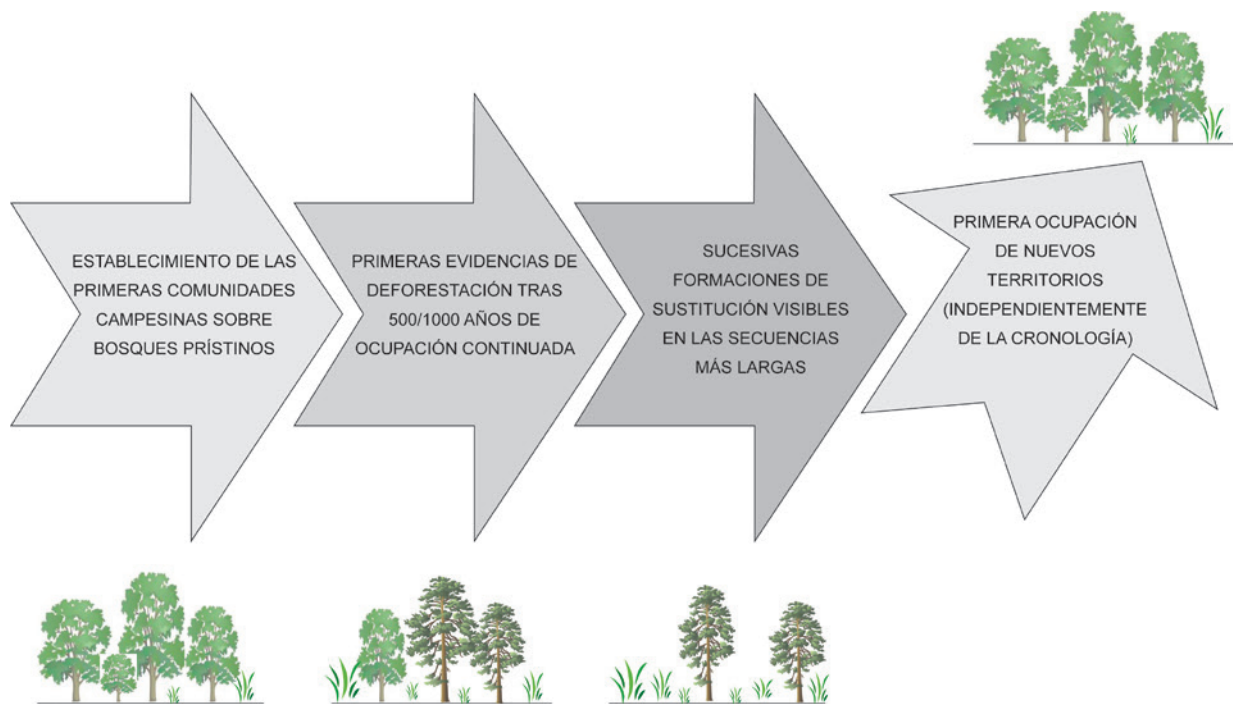 ESTABLECIMIENTO DE LAS
PRIMERAS COMUNIDADES
CAMPESINAS SOBRE
BOSQUES PRÍSTINOS
PRIMERAS EVIDENCIAS DE
DEFORESTACIÓN TRAS
500/1000 AÑOS DE
OCUPACIÓN CONTINUADA
SUCESIVAS
FORMACIONES DE
SUSTITUCIÓN VISIBLES
EN LAS SECUENCIAS
MÁS LARGAS
PRIMERA OCUPACIÓN
DE NUEVOS
TERRITORIOS
(INDEPENDIENTEMENTE
DE LA CRONOLOGÍA)